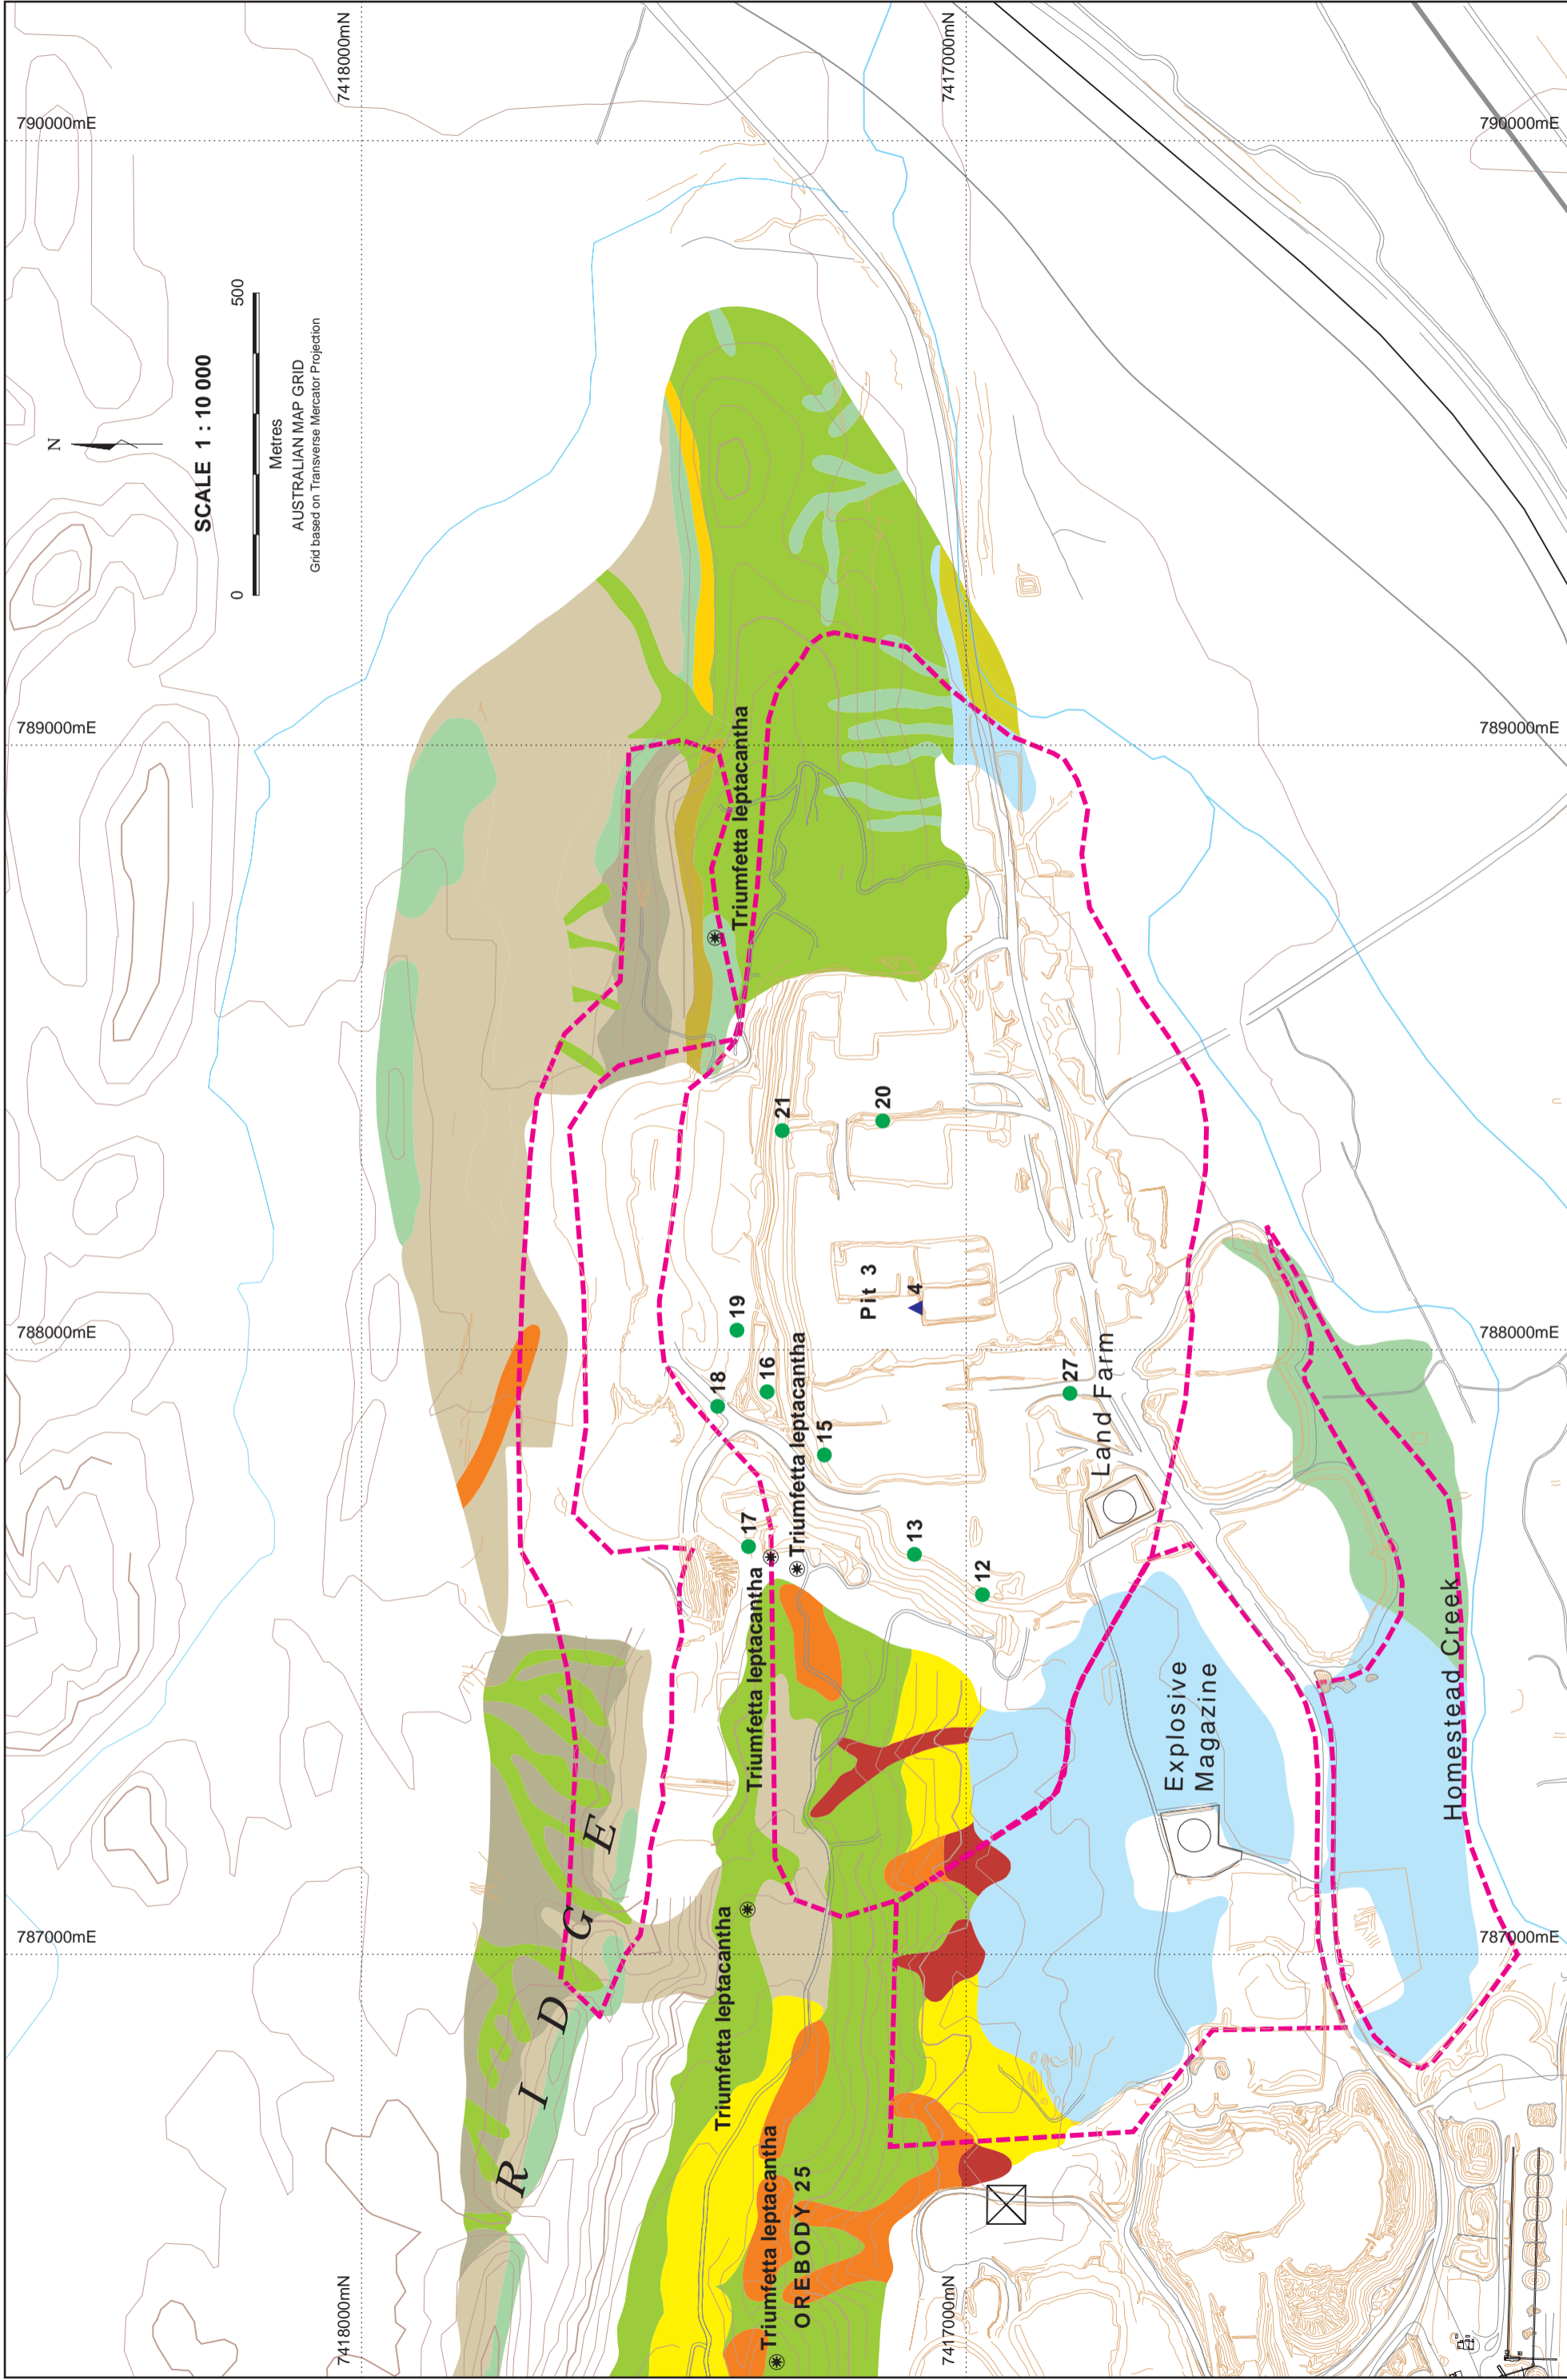 7418000mN
7417000mN
790000mE
790000mE
N
SCALE 1 : 10 000
0
500
Metres
AUSTRALIAN MAP GRID
Grid based on Transverse Mercator Projection
789000mE
789000mE
788000mE
788000mE
787000mE
787000mE
7418000mN
7417000mN
RIDGE
Triumfetta leptacantha
Triumfetta leptacantha
Triumfetta leptacantha
Triumfetta leptacantha
Triumfetta leptacantha
OREBODY 25
21
20
19
18
16
15
17
13
12
27
Pit 3
4
Land Farm
Explosive
Magazine
Homestead Creek